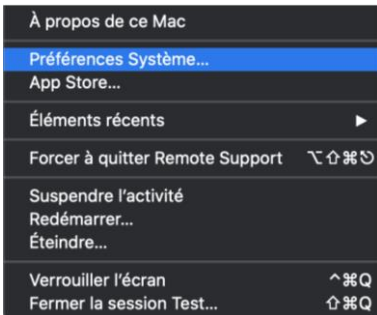 À propos de ce Mac
Préférences Système...
App Store...
Éléments récents ▶
Forcer à quitter Remote Support ⌥⇧⌘⎋
Suspendre l'activité
Redémarrer...
Éteindre...
Verrouiller l'écran ^⌘Q
Fermer la session Test... ⇧⌘Q